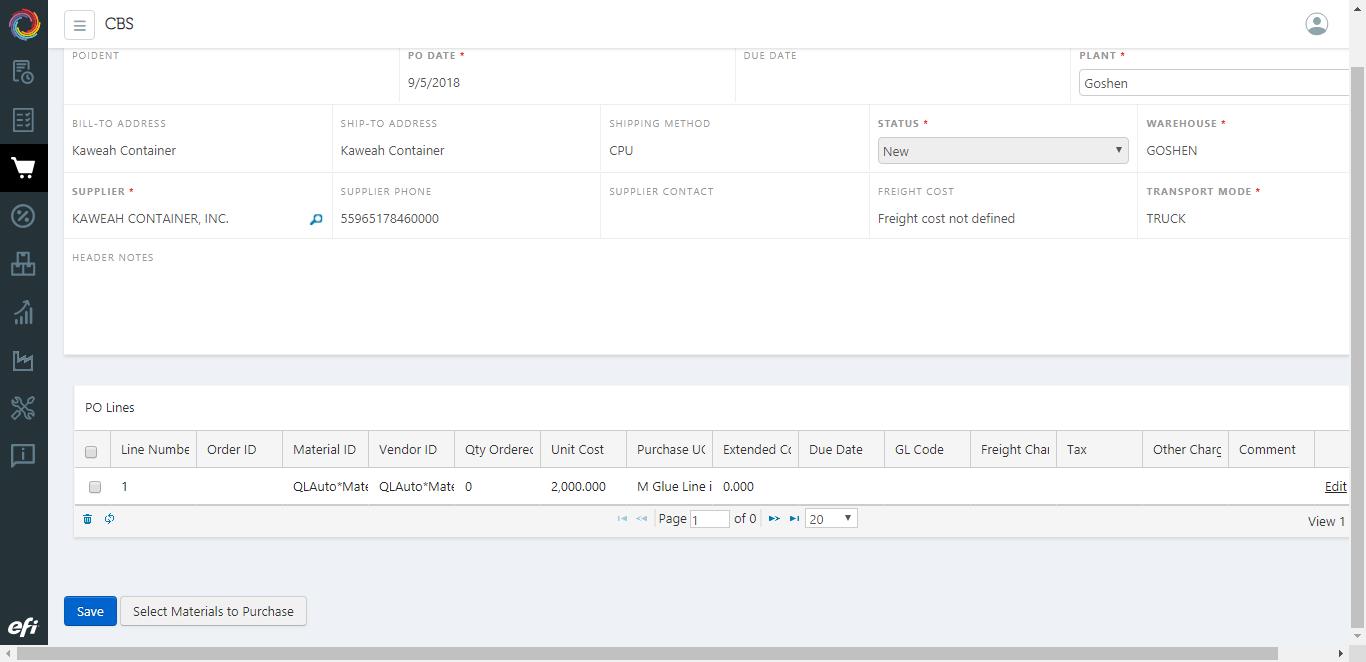 CBS
POIDENT PO DATE * DUE DATE PLANT *
9/5/2018 Goshen
BILL-TO ADDRESS SHIP-TO ADDRESS SHIPPING METHOD STATUS * WAREHOUSE *
Kaweah Container Kaweah Container CPU New GOSHEN
SUPPLIER * SUPPLIER PHONE SUPPLIER CONTACT FREIGHT COST TRANSPORT MODE *
KAWEAH CONTAINER, INC. 55965178460000 Freight cost not defined TRUCK
HEADER NOTES
PO Lines
Line Numbe Order ID Material ID Vendor ID Qty Ordered Unit Cost Purchase UO Extended Co Due Date GL Code Freight Char Tax Other Charg Comment
1 QLAuto*Mate QLAuto*Mate 0 2,000.000 M Glue Line i 0.000 Edit
Page 1 of 0 20 View 1
Save Select Materials to Purchase
efi